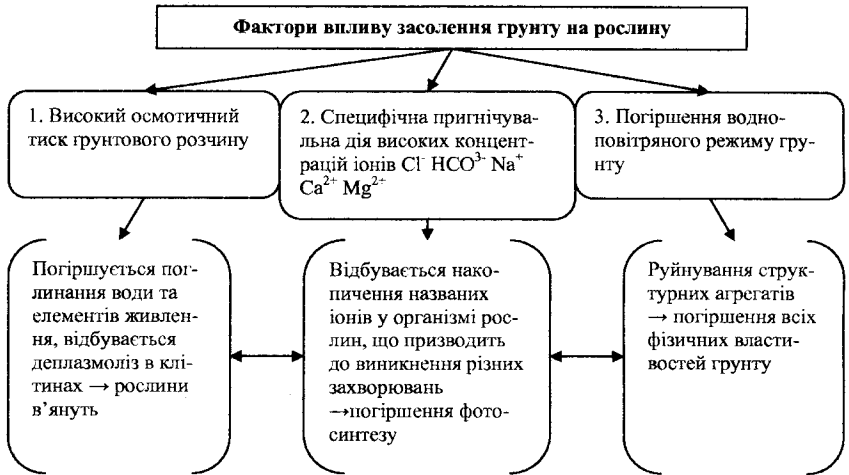 Фактори впливу засолення грунту на рослину
1. Високий осмотичний
тиск ґрунтового розчину
2. Специфічна пригнічува-
льна дія високих концент-
рацій іонів Cl⁻ HCO³⁻ Na⁺
Ca²⁺ Mg²⁺
3. Погіршення водно-
повітряного режиму гру-
нту
Погіршується пог-
линання води та
елементів живлен-
ня, відбувається
деплазмоліз в клі-
тинах → рослини
в’януть
Відбувається нако-
пичення названих
іонів у організмі рос-
лин, що призводить
до виникнення різних
захворювань
→погіршення фото-
синтезу
Руйнування струк-
турних агрегатів
→ погіршення всіх
фізичних власти-
востей грунту